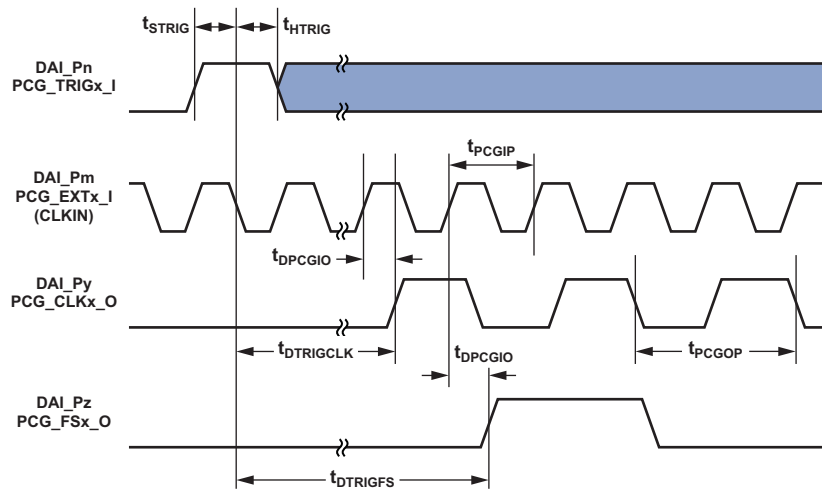 tSTRIG
tHTRIG
DAI_Pn
PCG_TRIGx_I
tPCGIP
DAI_Pm
PCG_EXTx_I
(CLKIN)
tDPCGIO
DAI_Py
PCG_CLKx_O
tDTRIGCLK
tDPCGIO
tPCGOP
DAI_Pz
PCG_FSx_O
tDTRIGFS